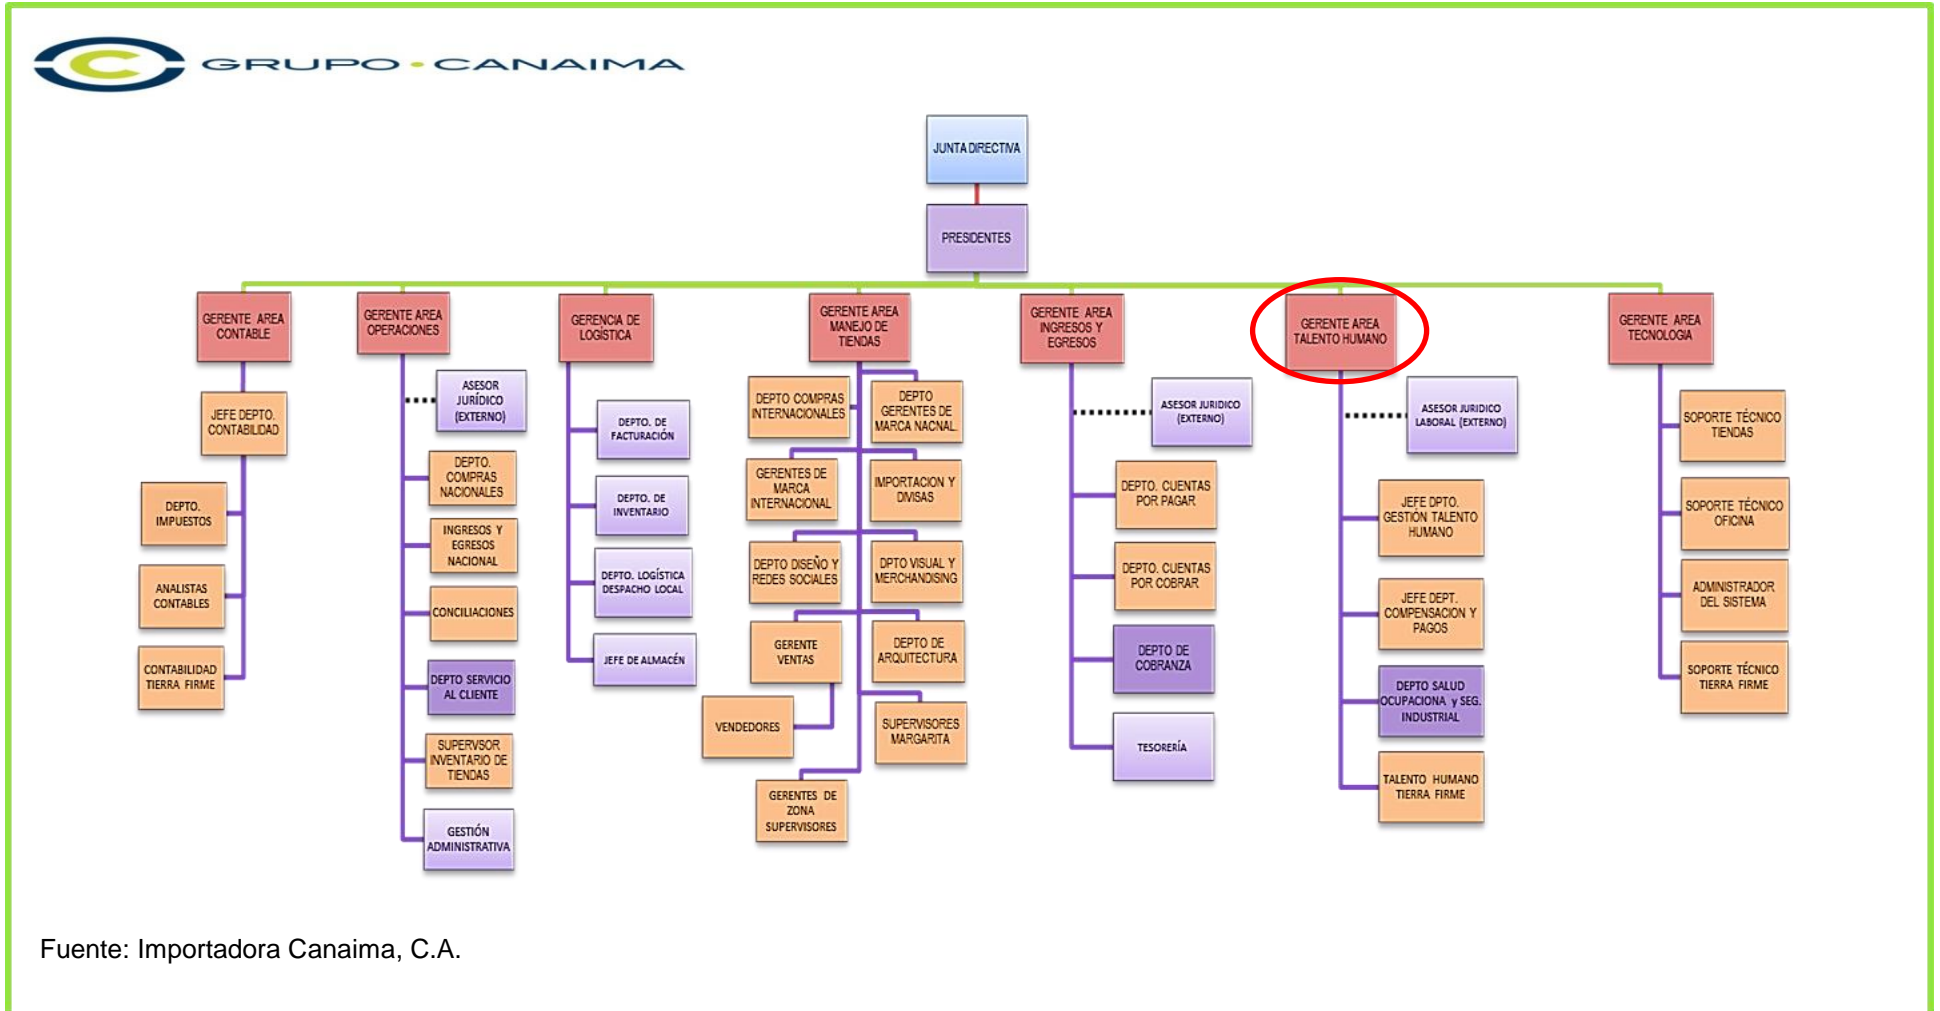 GRUPO • CANAIMA
JUNTA DIRECTIVA
PRESIDENTES
GERENTE AREA
CONTABLE
JEFE DEPTO.
CONTABILIDAD
DEPTO.
IMPUESTOS
ANALISTAS
CONTABLES
CONTABILIDAD
TIERRA FIRME
GERENTE AREA
OPERACIONES
ASESOR
JURÍDICO
(EXTERNO)
DEPTO.
COMPRAS
NACIONALES
INGRESOS Y
EGRESOS
NACIONAL
CONCILIACIONES
DEPTO SERVICIO
AL CLIENTE
SUPERVSOR
INVENTARIO DE
TIENDAS
GESTIÓN
ADMINISTRATIVA
GERENCIA DE
LOGÍSTICA
DEPTO. DE
FACTURACIÓN
DEPTO. DE
INVENTARIO
DEPTO. LOGÍSTICA
DESPACHO LOCAL
JEFE DE ALMACÉN
GERENTE AREA
MANEJO DE
TIENDAS
DEPTO COMPRAS
INTERNACIONALES
DEPTO
GERENTES DE
MARCA NACNAL.
GERENTES DE
MARCA
INTERNACIONAL
IMPORTACION Y
DIVISAS
DEPTO DISEÑO Y
REDES SOCIALES
DPTO VISUAL Y
MERCHANDISING
GERENTE
VENTAS
DEPTO DE
ARQUITECTURA
VENDEDORES
SUPERVISORES
MARGARITA
GERENTES DE
ZONA
SUPERVISORES
GERENTE AREA
INGRESOS Y
EGRESOS
ASESOR JURIDICO
(EXTERNO)
DEPTO. CUENTAS
POR PAGAR
DEPTO. CUENTAS
POR COBRAR
DEPTO DE
COBRANZA
TESORERÍA
GERENTE AREA
TALENTO HUMANO
ASESOR JURIDICO
LABORAL (EXTERNO)
JEFE DPTO.
GESTIÓN TALENTO
HUMANO
JEFE DEPT.
COMPENSACION Y
PAGOS
DEPTO SALUD
OCUPACIONA y SEG.
INDUSTRIAL
TALENTO HUMANO
TIERRA FIRME
GERENTE AREA
TECNOLOGIA
SOPORTE TÉCNICO
TIENDAS
SOPORTE TÉCNICO
OFICINA
ADMINISTRADOR
DEL SISTEMA
SOPORTE TÉCNICO
TIERRA FIRME
Fuente: Importadora Canaima, C.A.